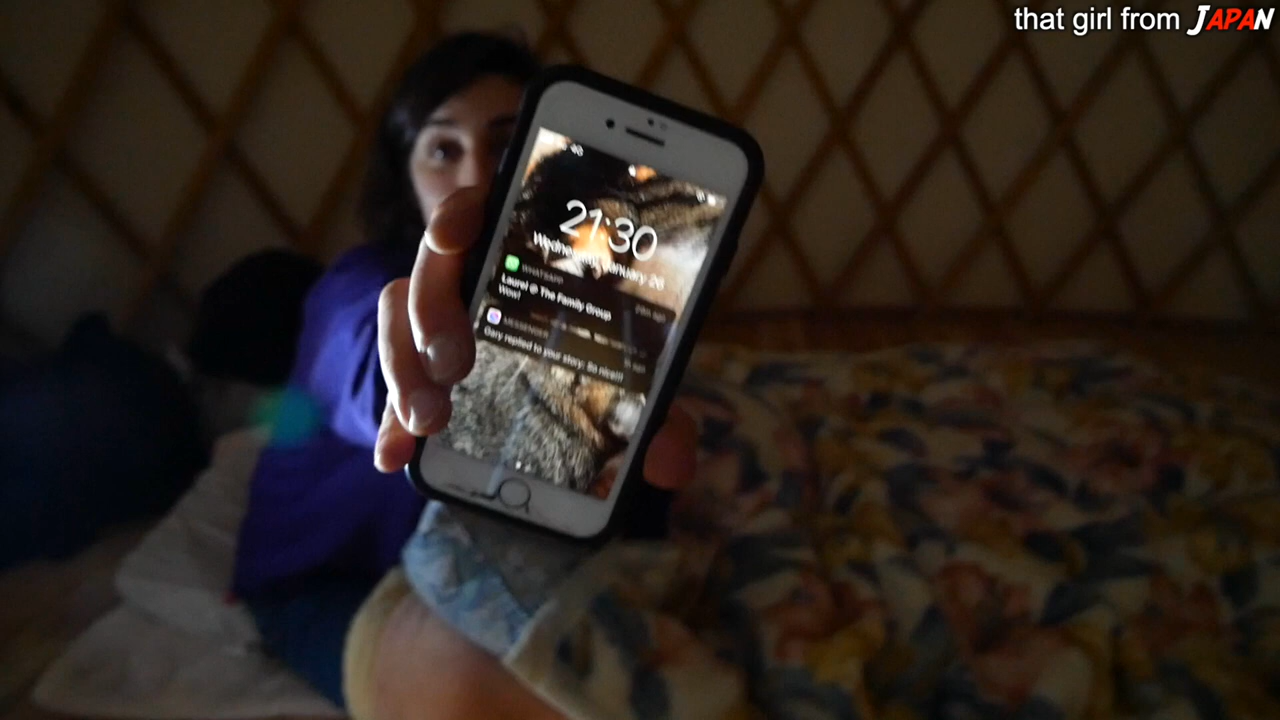 that girl from JAPAN
21:30
Wednesday, January 26
WHATSAPP
Laurel @ The Family Group
Wow!
MESSENGER
Gary replied to your story: So nice!!!